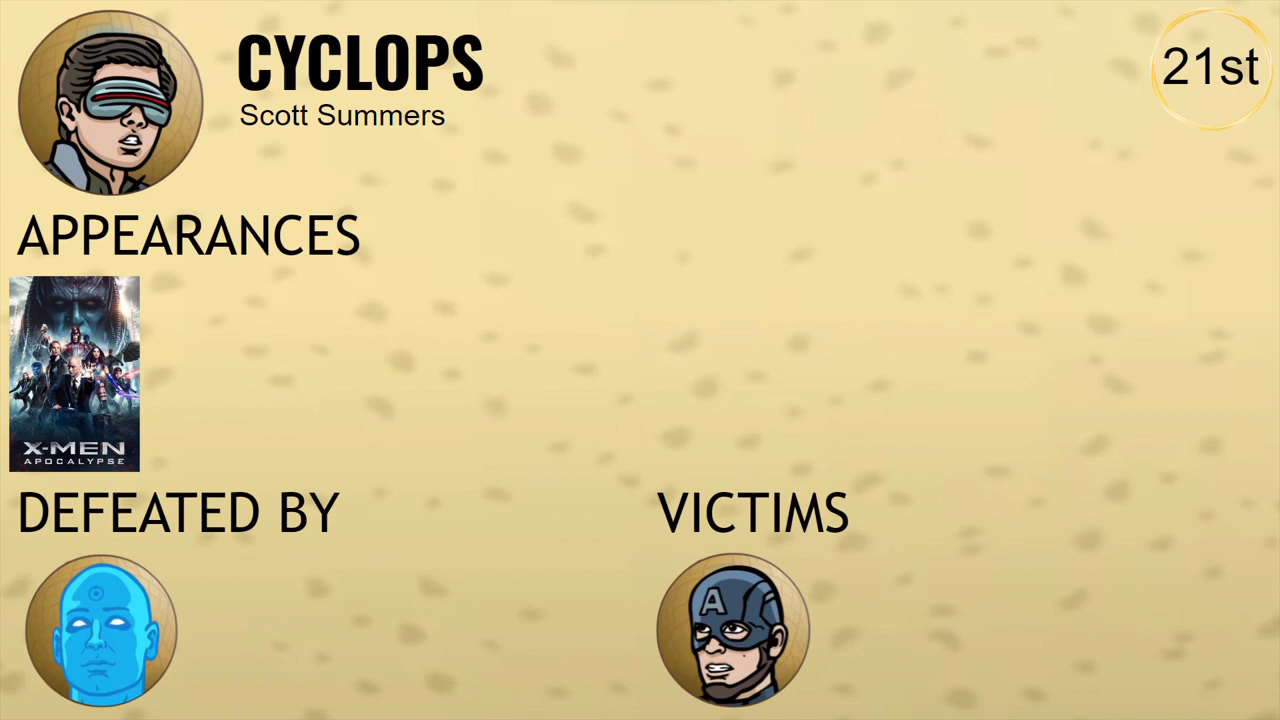 CYCLOPS
Scott Summers
21st
APPEARANCES
X-MEN
APOCALYPSE
DEFEATED BY
VICTIMS
A